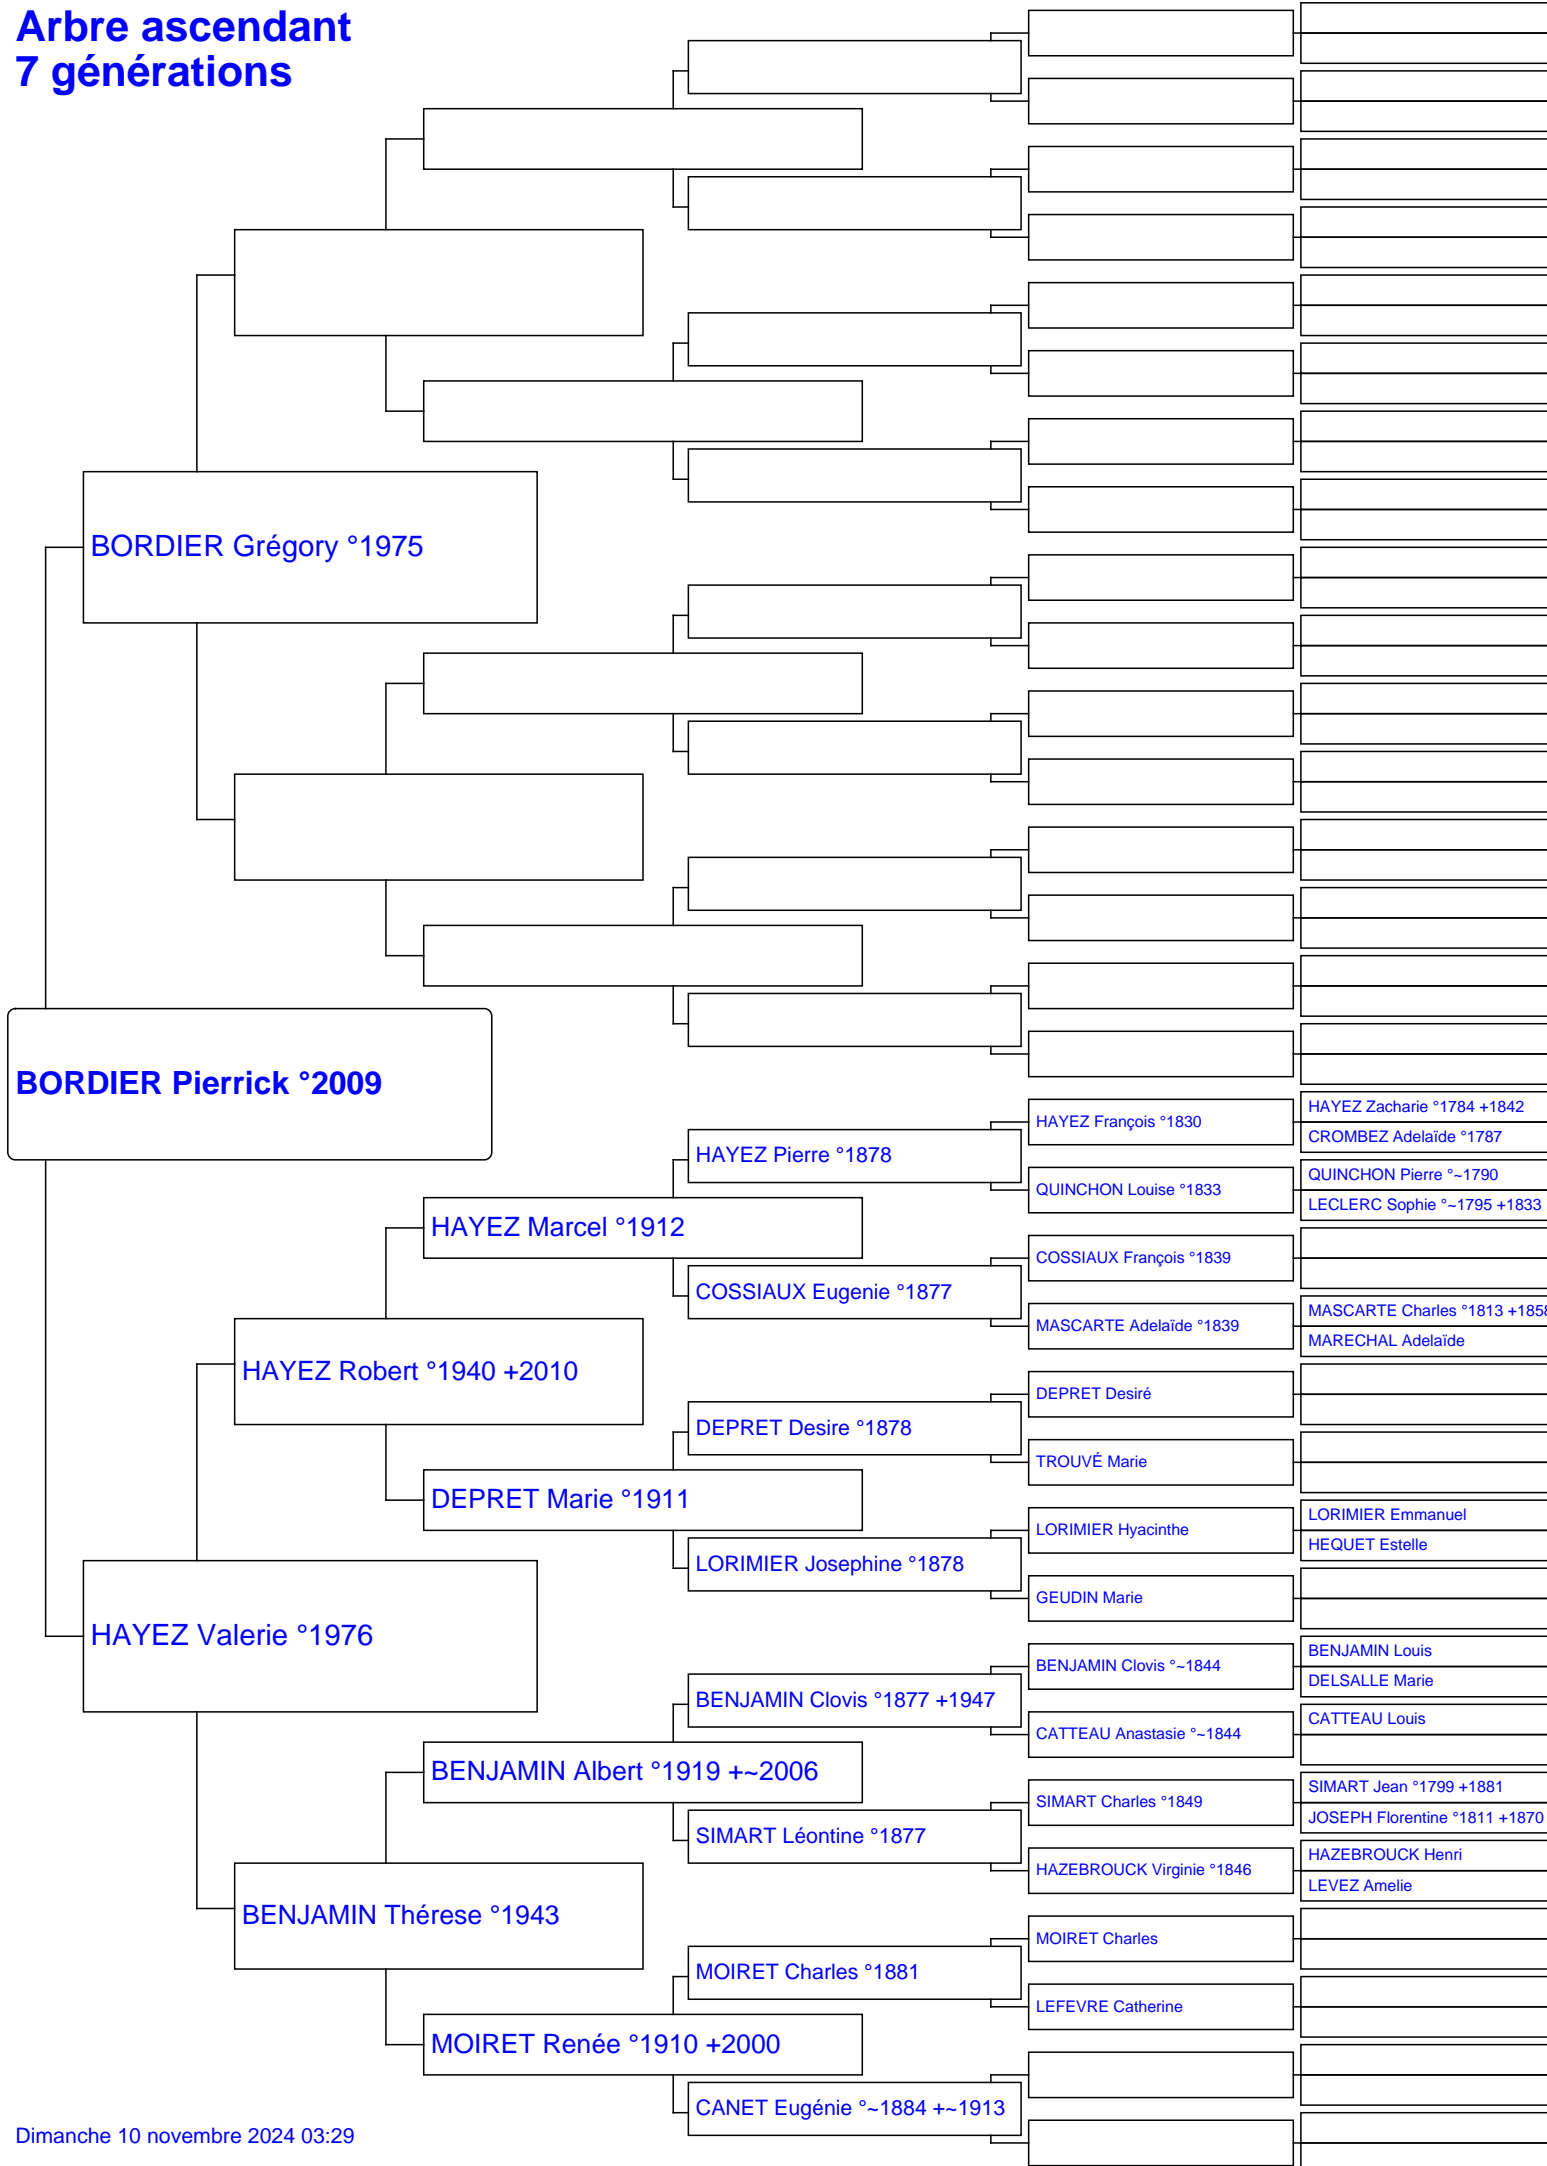 Arbre ascendant
7 générations
BORDIER Grégory °1975
BORDIER Pierrick °2009
HAYEZ Zacharie °1784 +1842
HAYEZ François °1830
CROMBEZ Adelaïde °1787
HAYEZ Pierre °1878
QUINCHON Pierre °~1790
QUINCHON Louise °1833
LECLERC Sophie °~1795 +1833
HAYEZ Marcel °1912
COSSIAUX François °1839
COSSIAUX Eugenie °1877
MASCARTE Charles °1813 +1858
MASCARTE Adelaïde °1839
MARECHAL Adelaïde
HAYEZ Robert °1940 +2010
DEPRET Desiré
DEPRET Desire °1878
TROUVÉ Marie
DEPRET Marie °1911
LORIMIER Emmanuel
LORIMIER Hyacinthe
HEQUET Estelle
LORIMIER Josephine °1878
GEUDIN Marie
HAYEZ Valerie °1976
BENJAMIN Louis
BENJAMIN Clovis °~1844
DELSALLE Marie
BENJAMIN Clovis °1877 +1947
CATTEAU Louis
CATTEAU Anastasie °~1844
BENJAMIN Albert °1919 +~2006
SIMART Jean °1799 +1881
SIMART Charles °1849
JOSEPH Florentine °1811 +1870
SIMART Léontine °1877
HAZEBROUCK Henri
HAZEBROUCK Virginie °1846
LEVEZ Amelie
BENJAMIN Thérese °1943
MOIRET Charles
MOIRET Charles °1881
LEFEVRE Catherine
MOIRET Renée °1910 +2000
CANET Eugénie °~1884 +~1913
Dimanche 10 novembre 2024 03:29